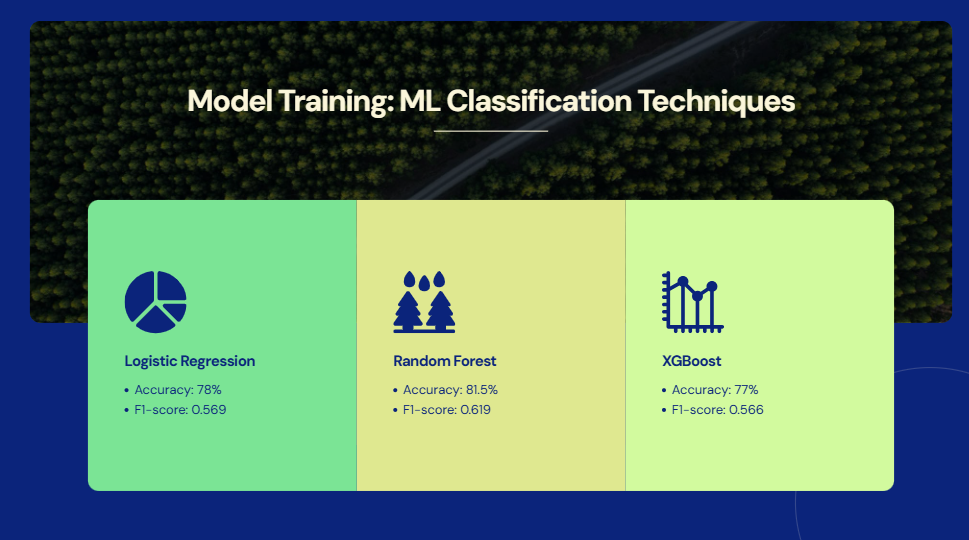 Model Training: ML Classification Techniques
Logistic Regression
• Accuracy: 78%
• F1-score: 0.569
Random Forest
• Accuracy: 81.5%
• F1-score: 0.619
XGBoost
• Accuracy: 77%
• F1-score: 0.566